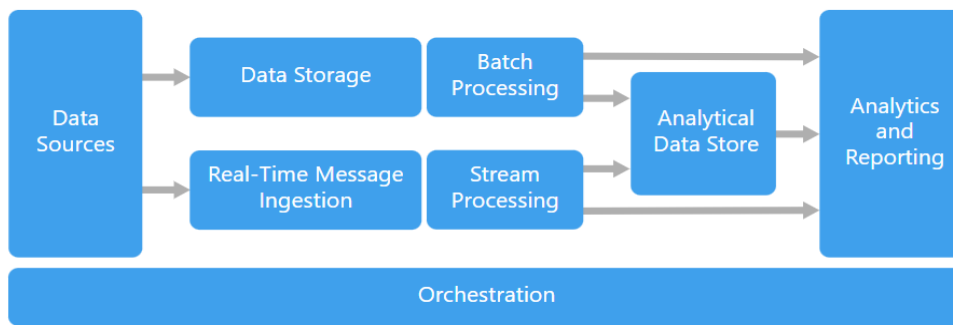 Data
Sources
Data Storage
Batch
Processing
Real-Time Message
Ingestion
Stream
Processing
Analytical
Data Store
Analytics
and
Reporting
Orchestration